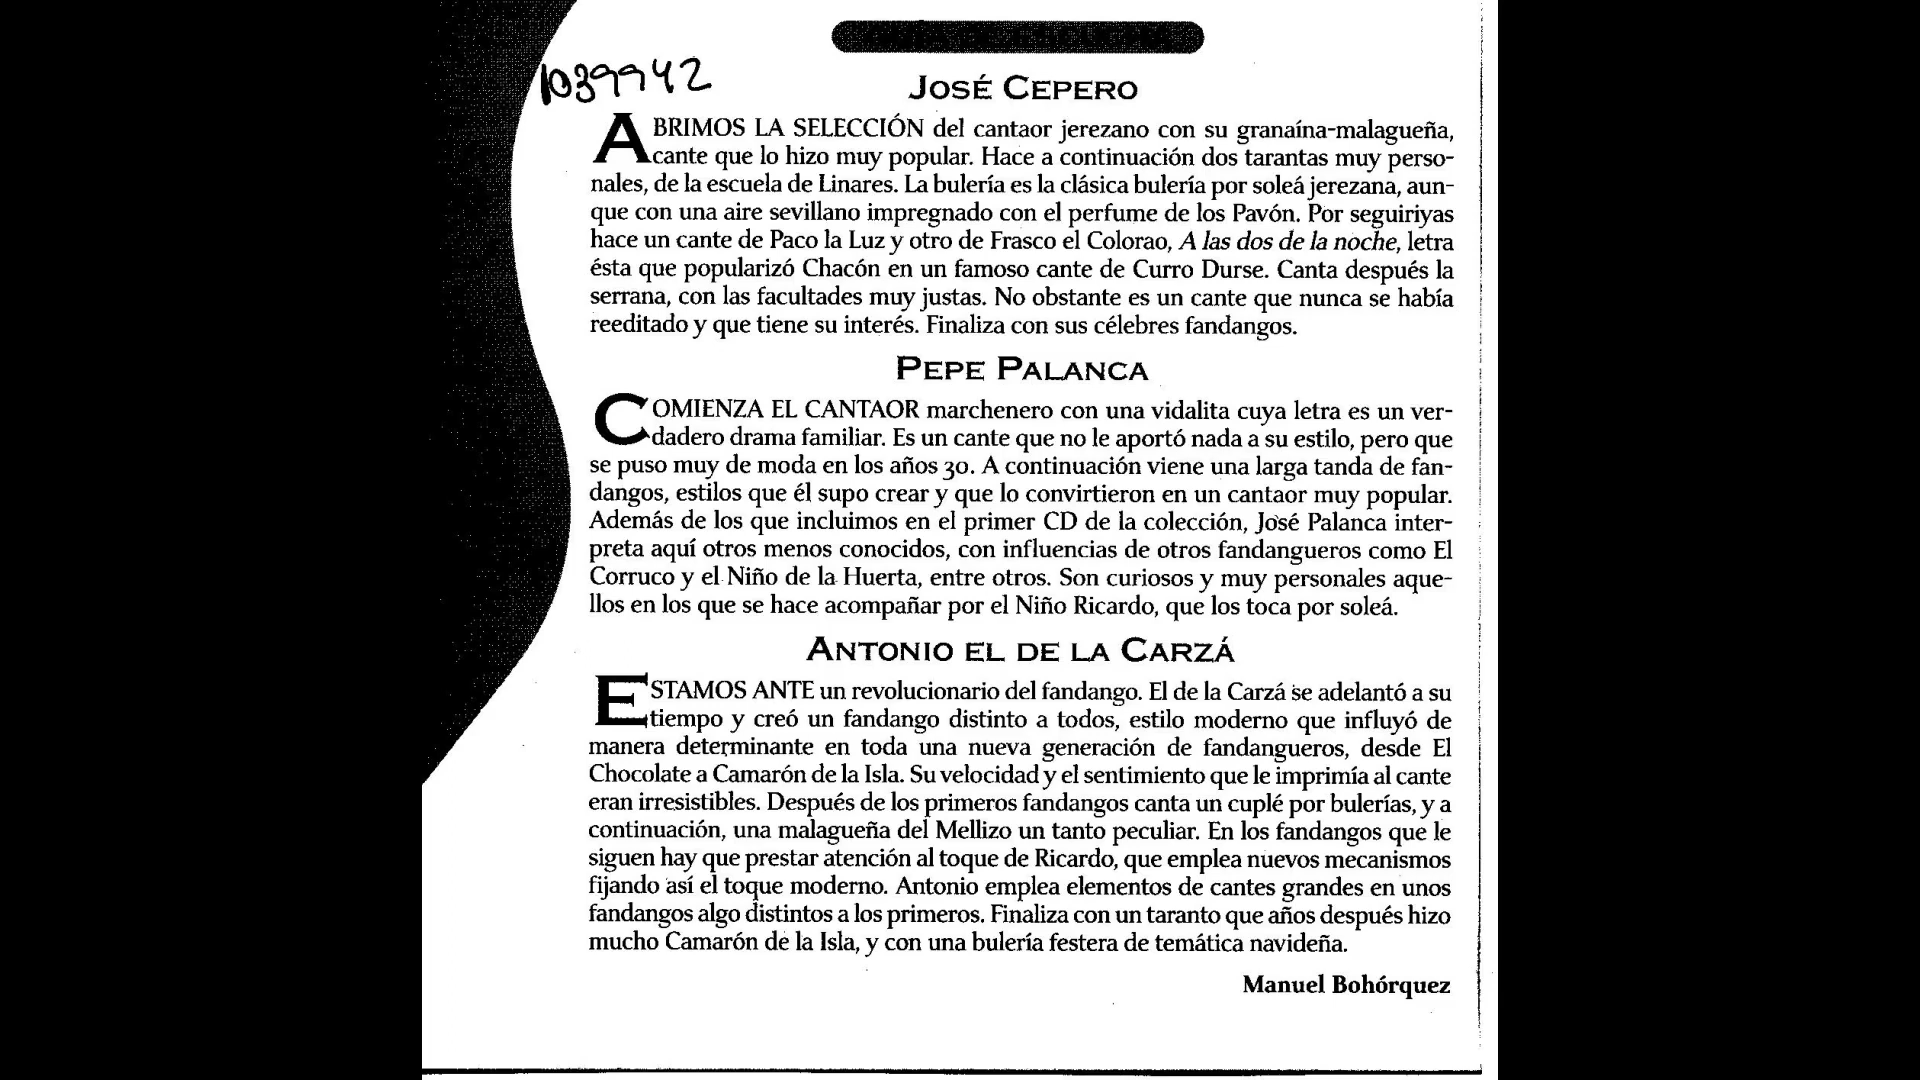 1039942
JOSÉ CEPERO
ABRIMOS LA SELECCIÓN del cantaor jerezano con su granaína-malagueña,
cante que lo hizo muy popular. Hace a continuación dos tarantas muy perso-
nales, de la escuela de Linares. La bulería es la clásica bulería por soleá jerezana, aun-
que con una aire sevillano impregnado con el perfume de los Pavón. Por seguiriyas
hace un cante de Paco la Luz y otro de Frasco el Colorao, A las dos de la noche, letra
ésta que popularizó Chacón en un famoso cante de Curro Durse. Canta después la
serrana, con las facultades muy justas. No obstante es un cante que nunca se había
reeditado y que tiene su interés. Finaliza con sus célebres fandangos.
PEPE PALANCA
COMIENZA EL CANTAOR marchenero con una vidalita cuya letra es un ver-
dadero drama familiar. Es un cante que no le aportó nada a su estilo, pero que
se puso muy de moda en los años 30. A continuación viene una larga tanda de fan-
dangos, estilos que él supo crear y que lo convirtieron en un cantaor muy popular.
Además de los que incluimos en el primer CD de la colección, José Palanca inter-
preta aquí otros menos conocidos, con influencias de otros fandangueros como El
Corruco y el Niño de la Huerta, entre otros. Son curiosos y muy personales aque-
llos en los que se hace acompañar por el Niño Ricardo, que los toca por soleá.
ANTONIO EL DE LA CARZÁ
ESTAMOS ANTE un revolucionario del fandango. El de la Carzá se adelantó a su
tiempo y creó un fandango distinto a todos, estilo moderno que influyó de
manera determinante en toda una nueva generación de fandangueros, desde El
Chocolate a Camarón de la Isla. Su velocidad y el sentimiento que le imprimía al cante
eran irresistibles. Después de los primeros fandangos canta un cuplé por bulerías, y a
continuación, una malagueña del Mellizo un tanto peculiar. En los fandangos que le
siguen hay que prestar atención al toque de Ricardo, que emplea nuevos mecanismos
fijando así el toque moderno. Antonio emplea elementos de cantes grandes en unos
fandangos algo distintos a los primeros. Finaliza con un taranto que años después hizo
mucho Camarón de la Isla, y con una bulería festera de temática navideña.
Manuel Bohórquez